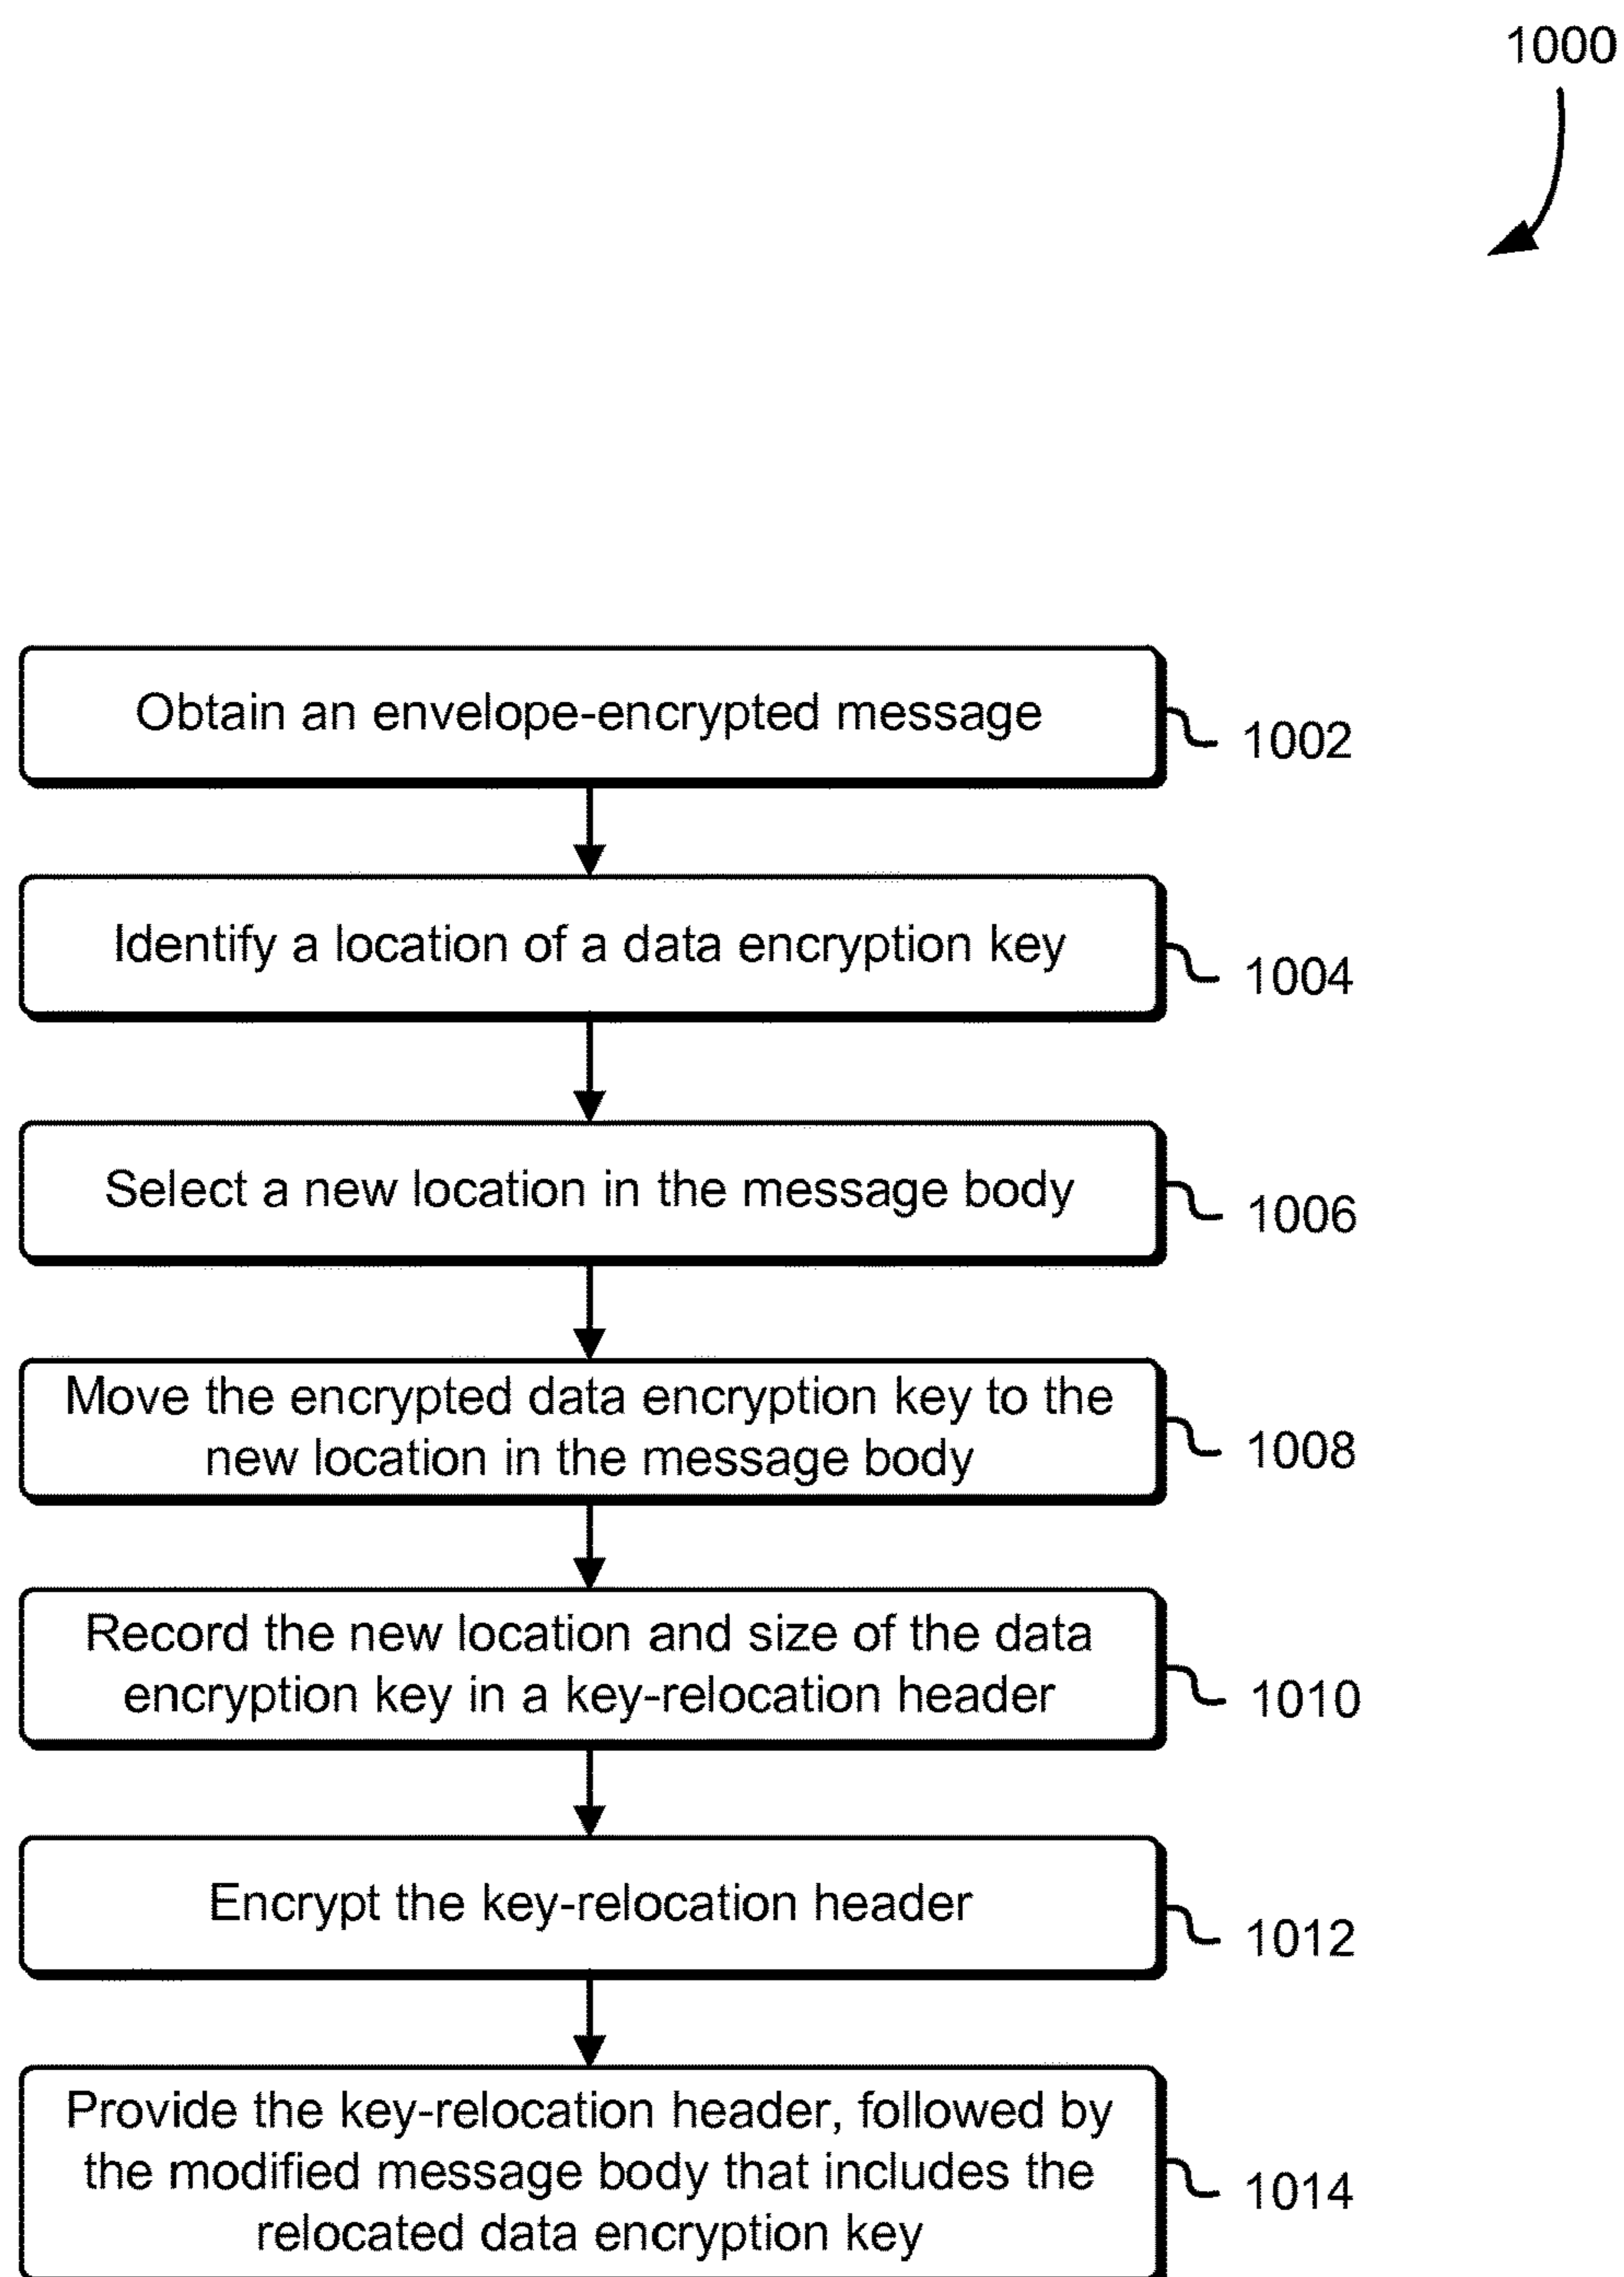 1000
Obtain an envelope-encrypted message
1002
Identify a location of a data encryption key
1004
Select a new location in the message body
1006
Move the encrypted data encryption key to the
new location in the message body
1008
Record the new location and size of the data
encryption key in a key-relocation header
1010
Encrypt the key-relocation header
1012
Provide the key-relocation header, followed by
the modified message body that includes the
relocated data encryption key
1014